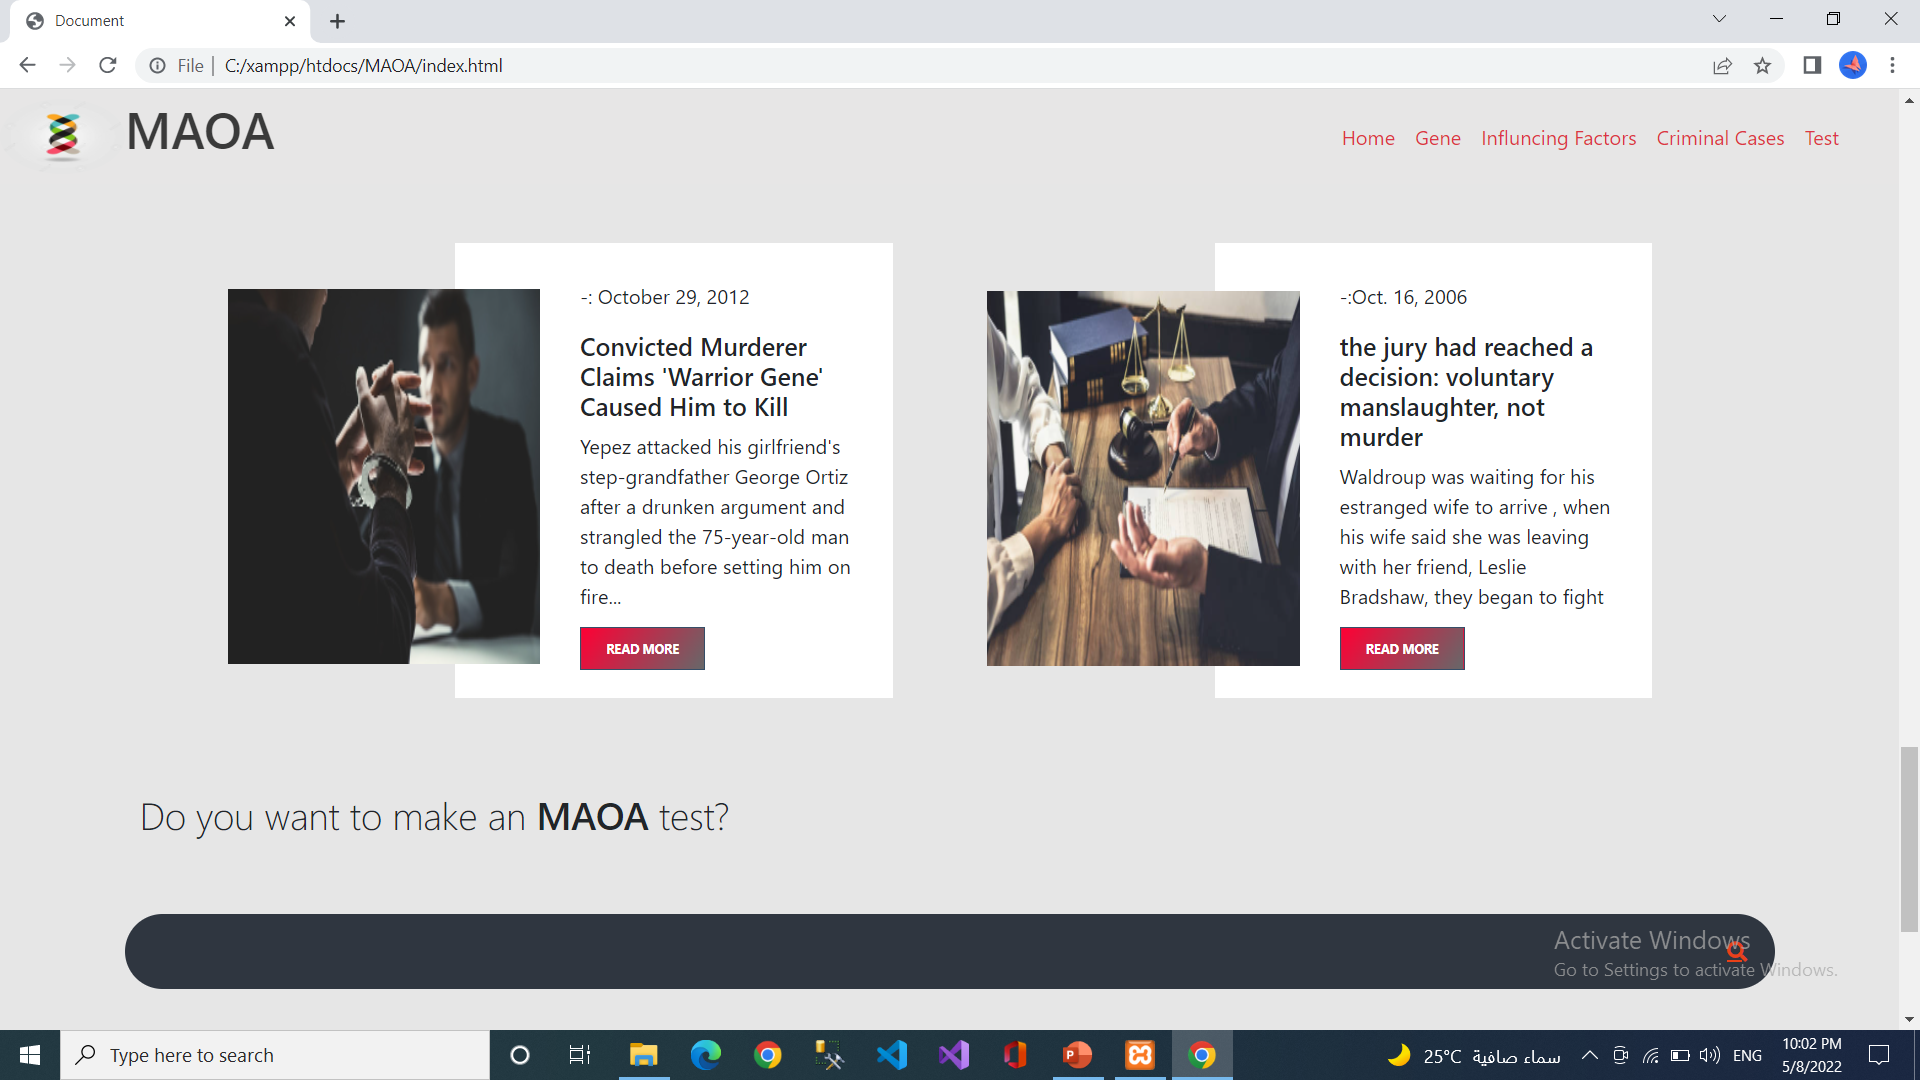 Document
File | C:/xampp/htdocs/MAOA/index.html
MAOA
Home Gene Influncing Factors Criminal Cases Test
-: October 29, 2012
Convicted Murderer
Claims 'Warrior Gene'
Caused Him to Kill
Yepez attacked his girlfriend's
step-grandfather George Ortiz
after a drunken argument and
strangled the 75-year-old man
to death before setting him on
fire...
READ MORE
-:Oct. 16, 2006
the jury had reached a
decision: voluntary
manslaughter, not
murder
Waldroup was waiting for his
estranged wife to arrive , when
his wife said she was leaving
with her friend, Leslie
Bradshaw, they began to fight
READ MORE
Do you want to make an MAOA test?
Activate Windows
Go to Settings to activate Windows.
Type here to search
25°C سماء صافية
ENG
10:02 PM
5/8/2022